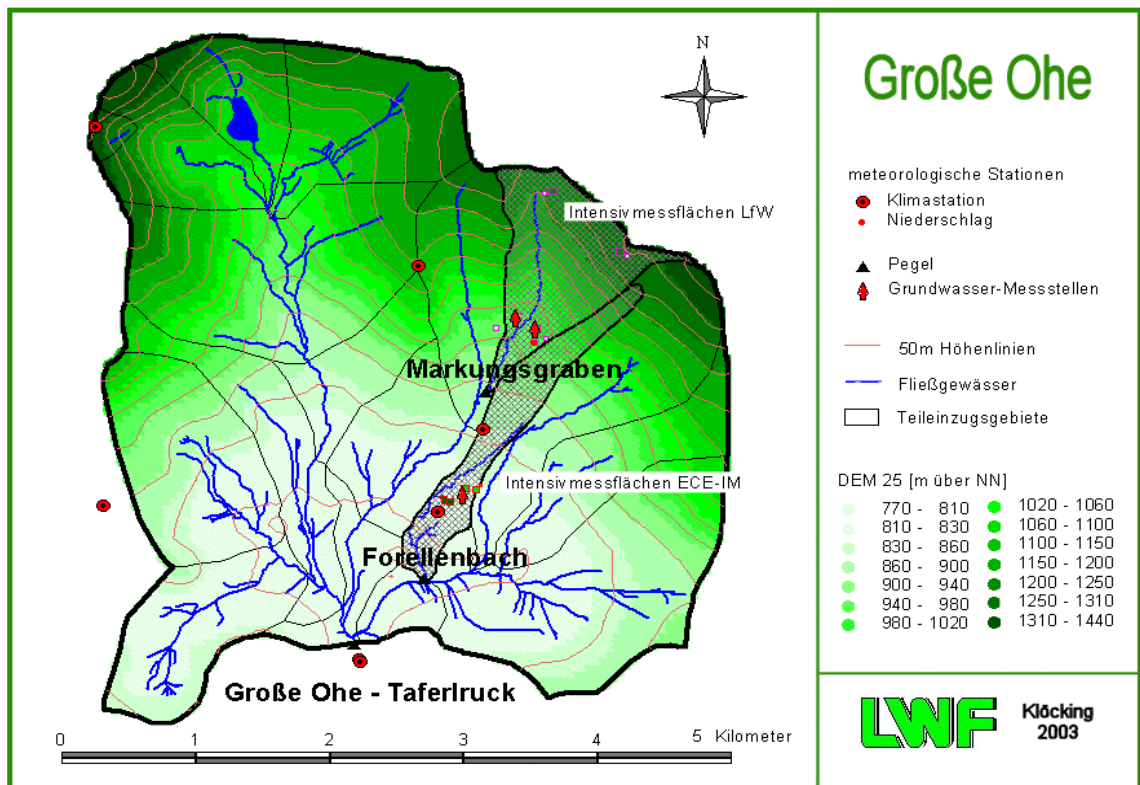 N
Intensivmessflächen LfW
Markungsgraben
Intensivmessflächen ECE-IM
Forellenbach
Große Ohe - Taferlruck
0 1 2 3 4 5 Kilometer
Große Ohe
meteorologische Stationen
Klimastation
Niederschlag
Pegel
Grundwasser-Messstellen
50m Höhenlinien
Fließgewässer
Teileinzugsgebiete
DEM 25 [m über NN]
770 - 810
810 - 830
830 - 860
860 - 900
900 - 940
940 - 980
980 - 1020
1020 - 1060
1060 - 1100
1100 - 1150
1150 - 1200
1200 - 1250
1250 - 1310
1310 - 1440
LWF
Klöcking
2003